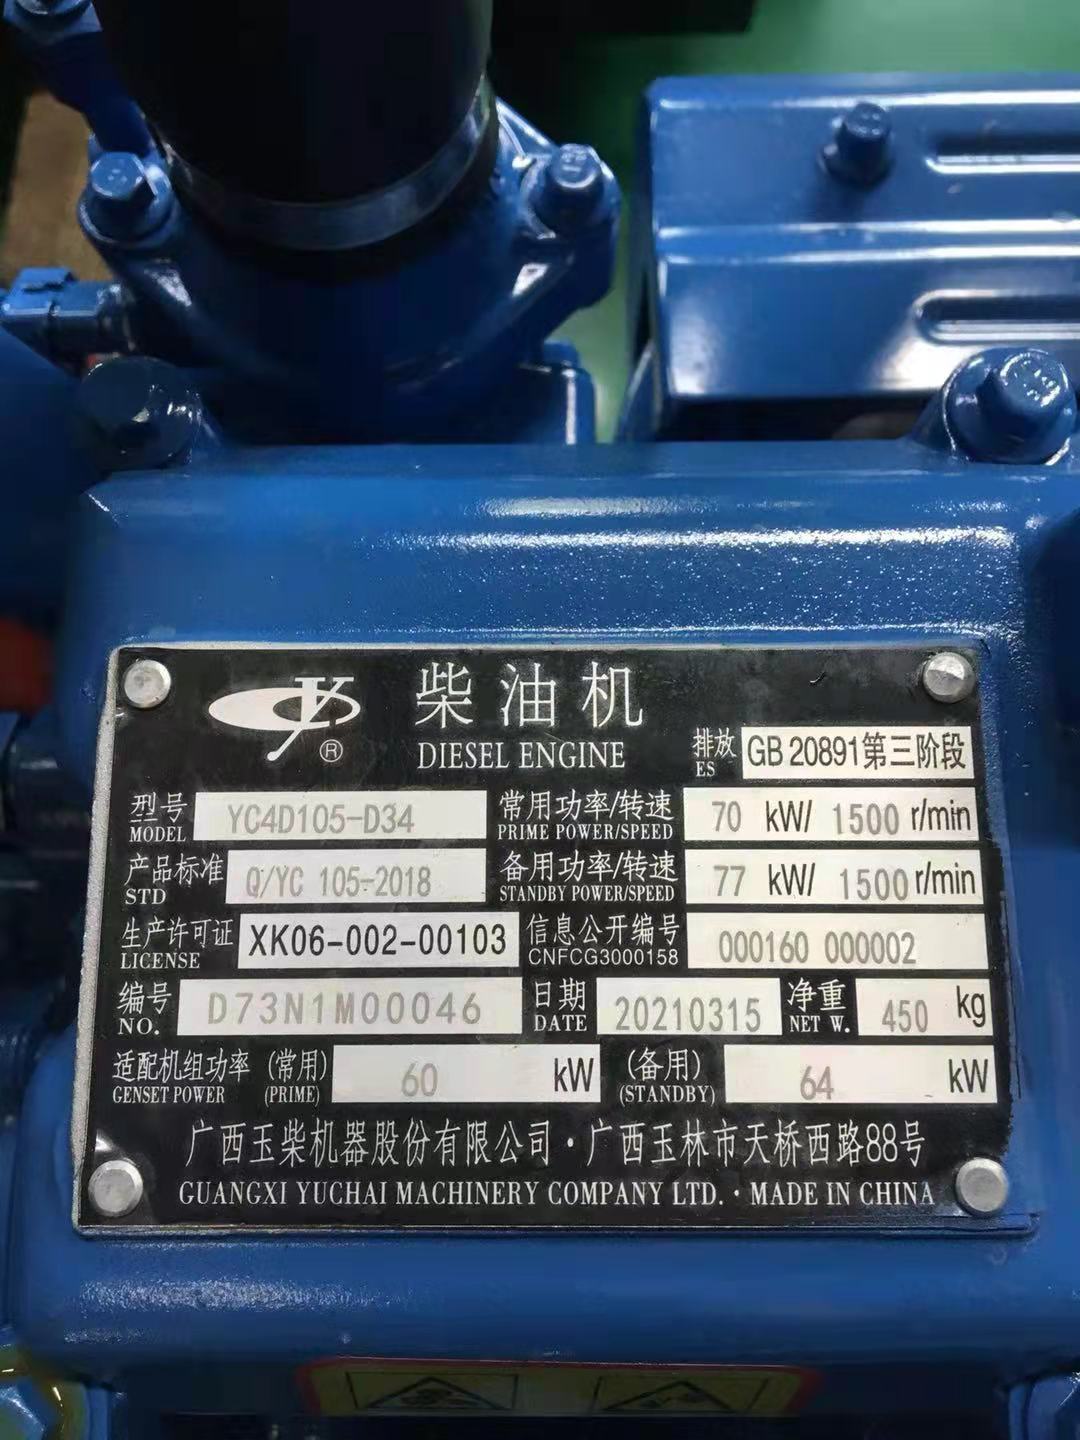 柴油机
DIESEL ENGINE
排放 ES GB 20891第三阶段
型号 MODEL YC4D105-D34 常用功率/转速 PRIME POWER/SPEED 70 kW/ 1500 r/min
产品标准 STD Q/YC 105-2018 备用功率/转速 STANDBY POWER/SPEED 77 kW/ 1500 r/min
生产许可证 LICENSE XK06-002-00103 信息公开编号 CNFCG3000158 000160 000002
编号 NO. D73N1M00046 日期 DATE 20210315 净重 NET W. 450 kg
适配机组功率 GENSET POWER (常用) (PRIME) 60 kW (备用) (STANDBY) 64 kW
广西玉柴机器股份有限公司·广西玉林市天桥西路88号
GUANGXI YUCHAI MACHINERY COMPANY LTD. · MADE IN CHINA